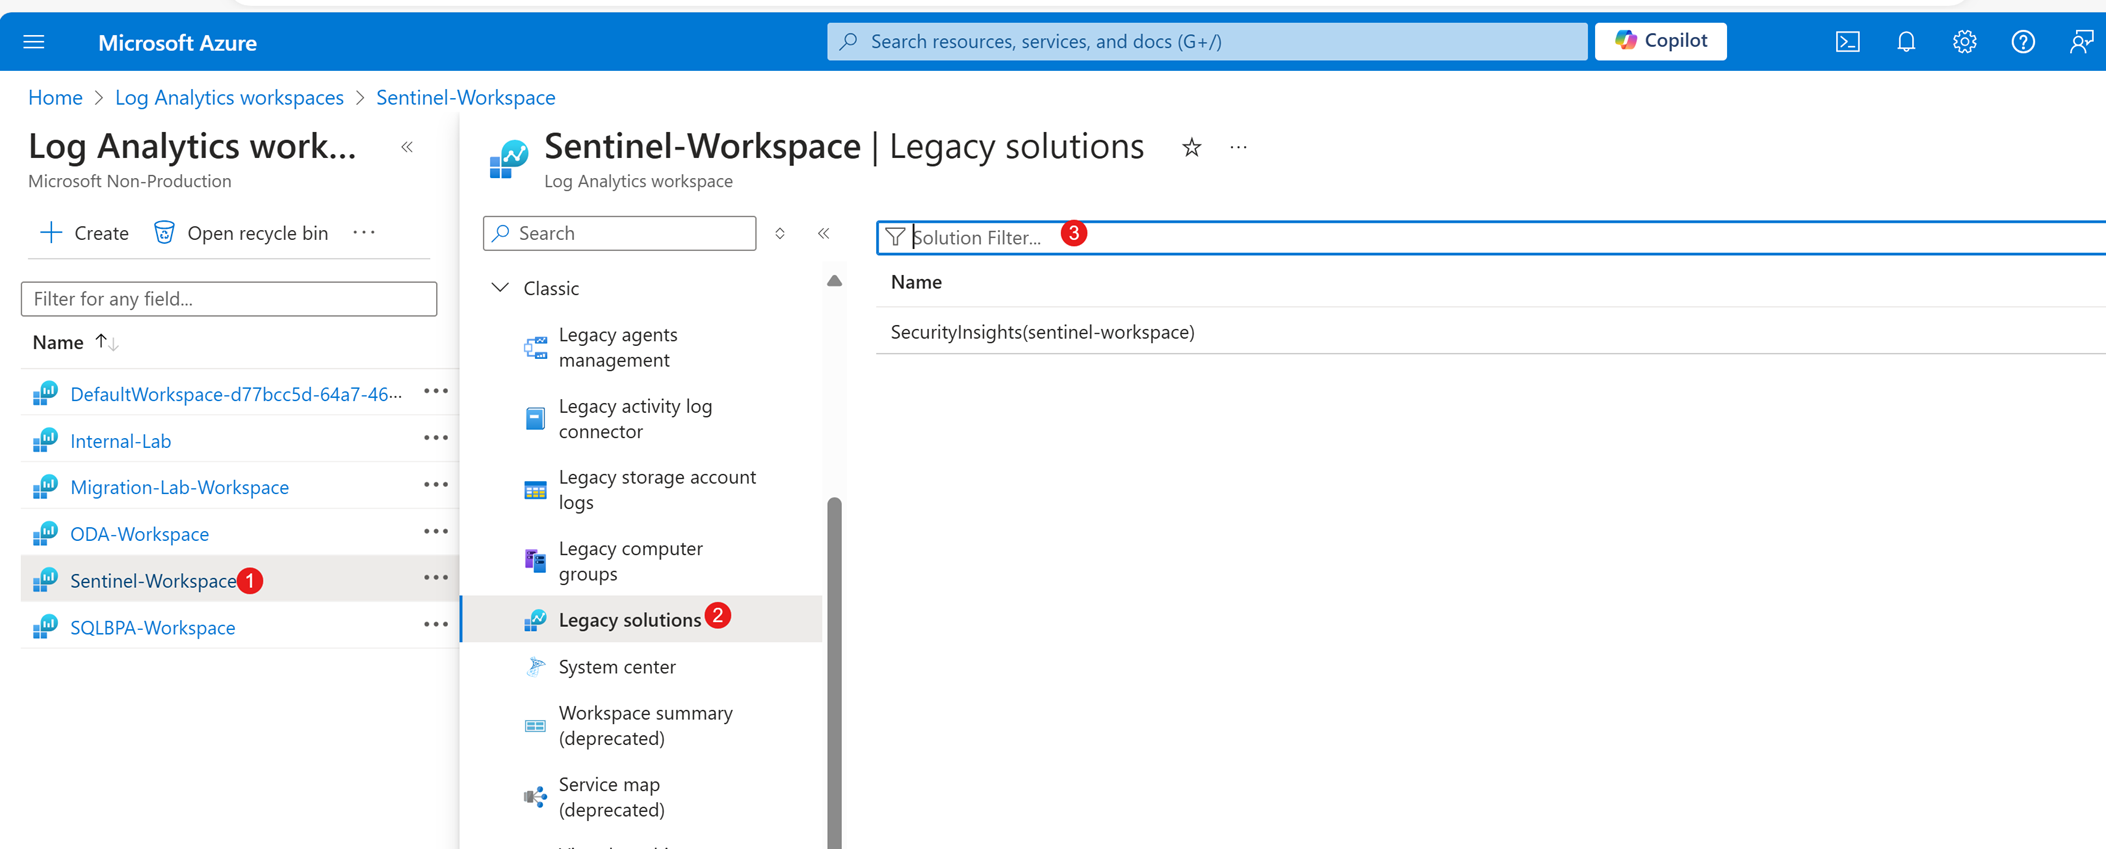 Microsoft Azure
Search resources, services, and docs (G+/)
Copilot
Home > Log Analytics workspaces > Sentinel-Workspace
Log Analytics work...
Microsoft Non-Production
Create
Open recycle bin
Filter for any field...
Name
DefaultWorkspace-d77bcc5d-64a7-46...
Internal-Lab
Migration-Lab-Workspace
ODA-Workspace
Sentinel-Workspace 1
SQLBPA-Workspace
Sentinel-Workspace | Legacy solutions
Log Analytics workspace
Search
Classic
Legacy agents
management
Legacy activity log
connector
Legacy storage account
logs
Legacy computer
groups
Legacy solutions 2
System center
Workspace summary
(deprecated)
Service map
(deprecated)
Solution Filter... 3
Name
SecurityInsights(sentinel-workspace)